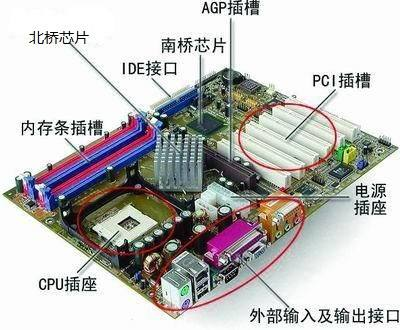 AGP插槽
北桥芯片
南桥芯片
IDE接口
PCI插槽
内存条插槽
电源
插座
CPU插座
外部输入及输出接口